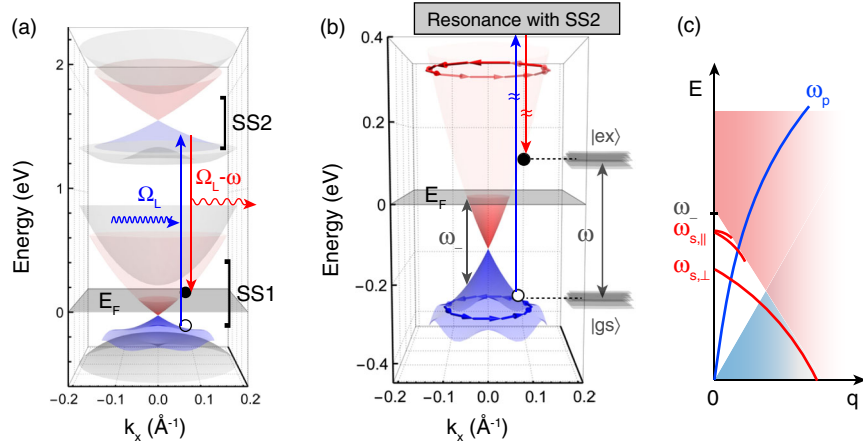 (a)
Energy (eV)
2
1
0
SS2
Ω_L
Ω_L-ω
E_F
SS1
-0.2 -0.1 0.0 0.1 0.2
k_x (Å⁻¹)
(b)
Resonance with SS2
Energy (eV)
0.4
0.2
0
-0.2
-0.4
|ex⟩
E_F
ω_−
ω
|gs⟩
-0.2 -0.1 0.0 0.1 0.2
k_x (Å⁻¹)
(c)
E
ω_p
ω_−
ω_s,∥
ω_s,⊥
0
q